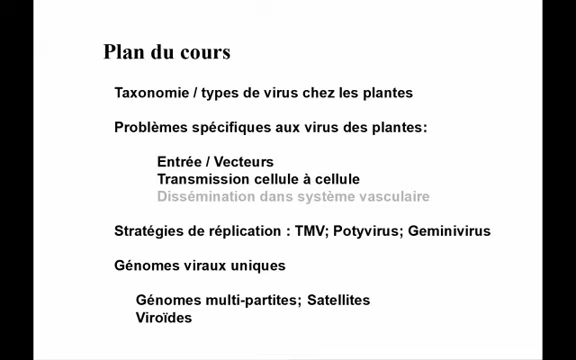 Plan du cours
Taxonomie / types de virus chez les plantes
Problèmes spécifiques aux virus des plantes:
Entrée / Vecteurs
Transmission cellule à cellule
Dissémination dans système vasculaire
Stratégies de réplication : TMV; Potyvirus; Geminivirus
Génomes viraux uniques
Génomes multi-partites; Satellites
Viroïdes